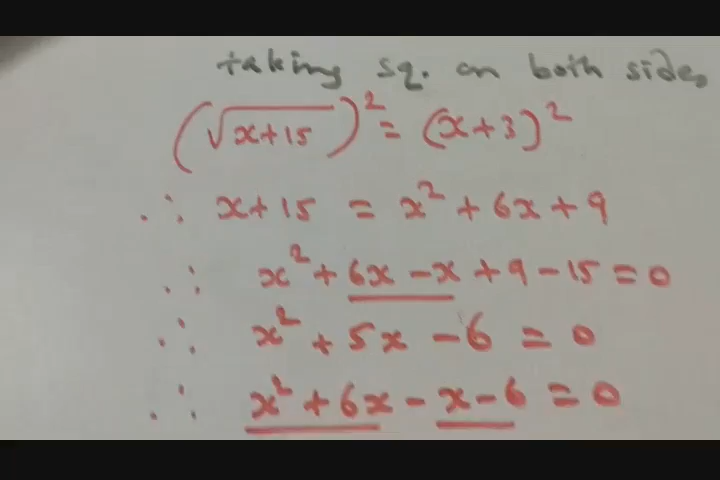 taking sq. on both sides
(√x+15)² = (x+3)²
∴ x+15 = x² + 6x + 9
∴ x² + 6x - x + 9 - 15 = 0
∴ x² + 5x - 6 = 0
∴ x² + 6x - x - 6 = 0